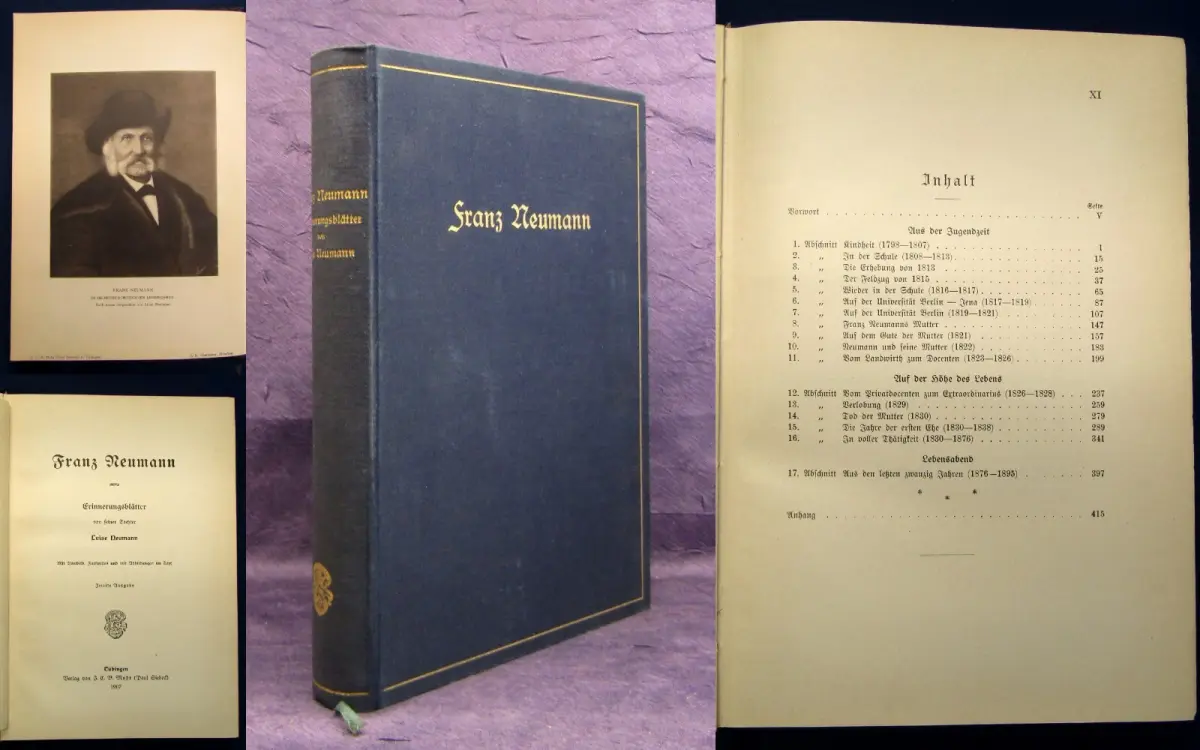 FRANZ NEUMANN
Franz Neumann
Erinnerungsblätter
von seiner Tochter
Luise Neumann
Zweite Ausgabe
Tübingen
Verlag von J. C. B. Mohr (Paul Siebeck)
1907
Neumann
Neumann
Franz Neumann
XI
Inhalt
Seite
Vorwort . . . V
Aus der Jugendzeit
1. Abschnitt Kindheit (1798—1807) . . . 1
2. „ In der Schule (1808—1813) . . . 15
3. „ Die Erhebung von 1813 . . . 25
4. „ Der Feldzug von 1815 . . . 37
5. „ Wieder in der Schule (1816—1817) . . . 65
6. „ Auf der Universität Berlin — Jena (1817—1819) . . . 87
7. „ Auf der Universität Berlin (1819—1821) . . . 107
8. „ Franz Neumanns Mutter . . . 147
9. „ Auf dem Gute der Mutter (1821) . . . 157
10. „ Neumann und seine Mutter (1822) . . . 183
11. „ Vom Landwirth zum Docenten (1823—1826) . . . 199
Auf der Höhe des Lebens
12. Abschnitt Vom Privatdocenten zum Extraordinarius (1826—1828) . . . 237
13. „ Verlobung (1829) . . . 259
14. „ Tod der Mutter (1830) . . . 279
15. „ Die Jahre der ersten Ehe (1830—1838) . . . 289
16. „ In voller Thätigkeit (1830—1876) . . . 341
Lebensabend
17. Abschnitt Aus den letzten zwanzig Jahren (1876—1895) . . . 397
* * *
Anhang . . . 415